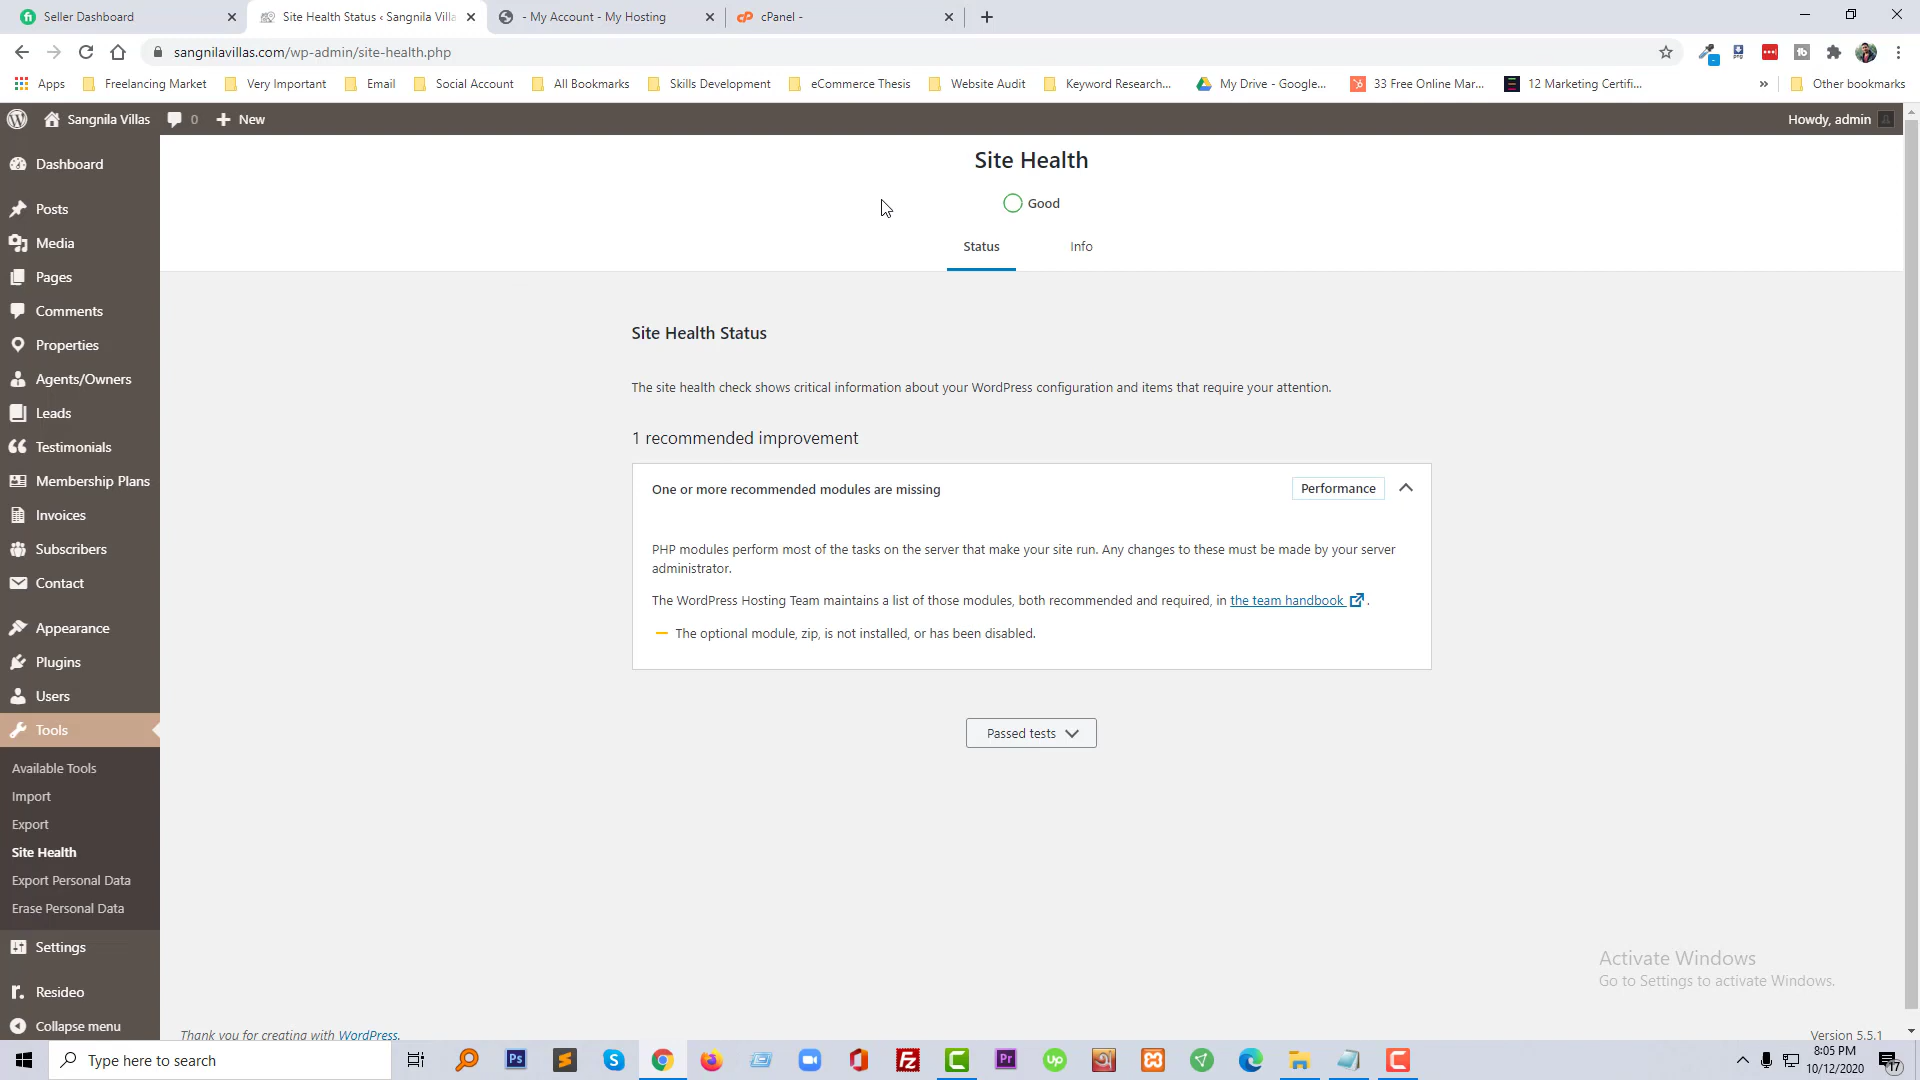 Seller Dashboard
Site Health Status ‹ Sangnila Villa
- My Account - My Hosting
cPanel -
sangnilavillas.com/wp-admin/site-health.php
Apps
Freelancing Market
Very Important
Email
Social Account
All Bookmarks
Skills Development
eCommerce Thesis
Website Audit
Keyword Research...
My Drive - Google...
33 Free Online Mar...
12 Marketing Certifi...
Other bookmarks
Sangnila Villas
0
New
Howdy, admin
Dashboard
Posts
Media
Pages
Comments
Properties
Agents/Owners
Leads
Testimonials
Membership Plans
Invoices
Subscribers
Contact
Appearance
Plugins
Users
Tools
Available Tools
Import
Export
Site Health
Export Personal Data
Erase Personal Data
Settings
Resideo
Collapse menu
Site Health
Good
Status
Info
Site Health Status
The site health check shows critical information about your WordPress configuration and items that require your attention.
1 recommended improvement
One or more recommended modules are missing
Performance
PHP modules perform most of the tasks on the server that make your site run. Any changes to these must be made by your server
administrator.
The WordPress Hosting Team maintains a list of those modules, both recommended and required, in the team handbook .
The optional module, zip, is not installed, or has been disabled.
Passed tests
Activate Windows
Go to Settings to activate Windows.
Thank you for creating with WordPress.
Version 5.5.1
Type here to search
Ps
Pr
8:05 PM
10/12/2020
17